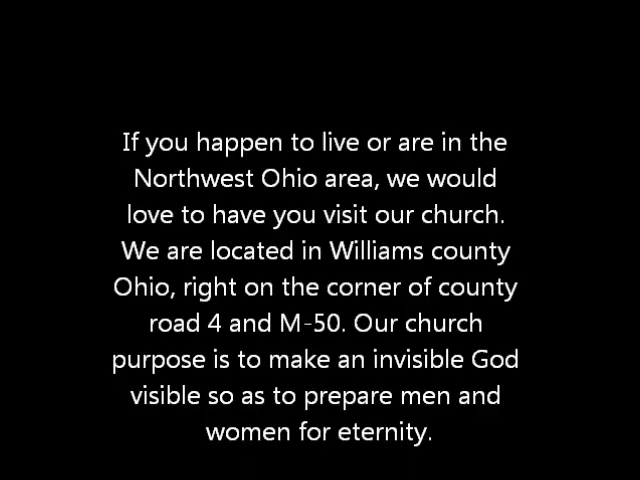 If you happen to live or are in the
Northwest Ohio area, we would
love to have you visit our church.
We are located in Williams county
Ohio, right on the corner of county
road 4 and M-50. Our church
purpose is to make an invisible God
visible so as to prepare men and
women for eternity.